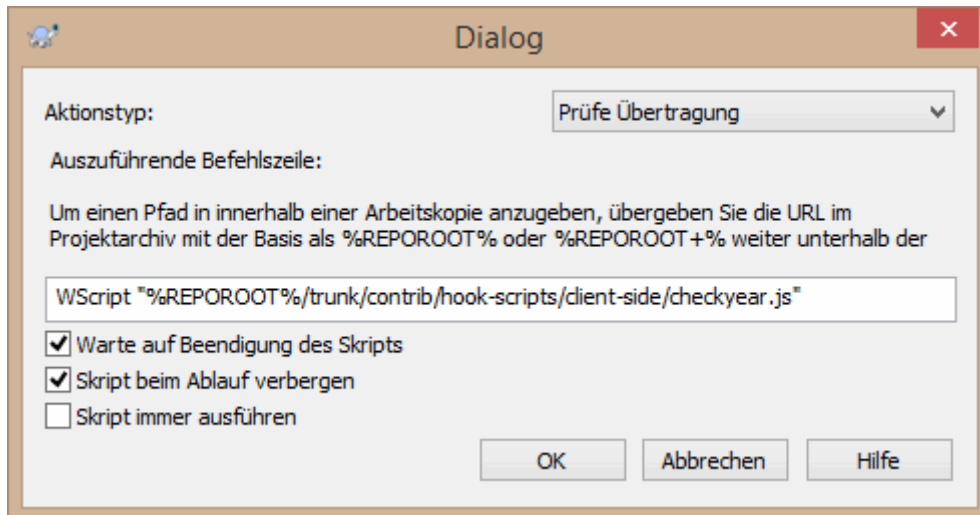 Dialog
Aktionstyp: Prüfe Übertragung
Auszuführende Befehlszeile:
Um einen Pfad in innerhalb einer Arbeitskopie anzugeben, übergeben Sie die URL im
Projektarchiv mit der Basis als %REPOROOT% oder %REPOROOT+% weiter unterhalb der
WScript "%REPOROOT%/trunk/contrib/hook-scripts/client-side/checkyear.js"
Warte auf Beendigung des Skripts
Skript beim Ablauf verbergen
Skript immer ausführen
OK Abbrechen Hilfe